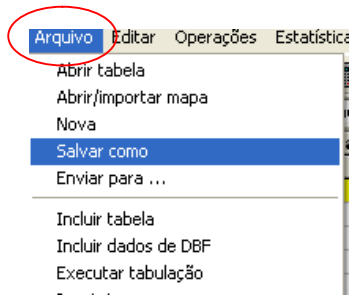 Arquivo Editar Operações Estatística
Abrir tabela
Abrir/importar mapa
Nova
Salvar como
Enviar para ...
Incluir tabela
Incluir dados de DBF
Executar tabulação